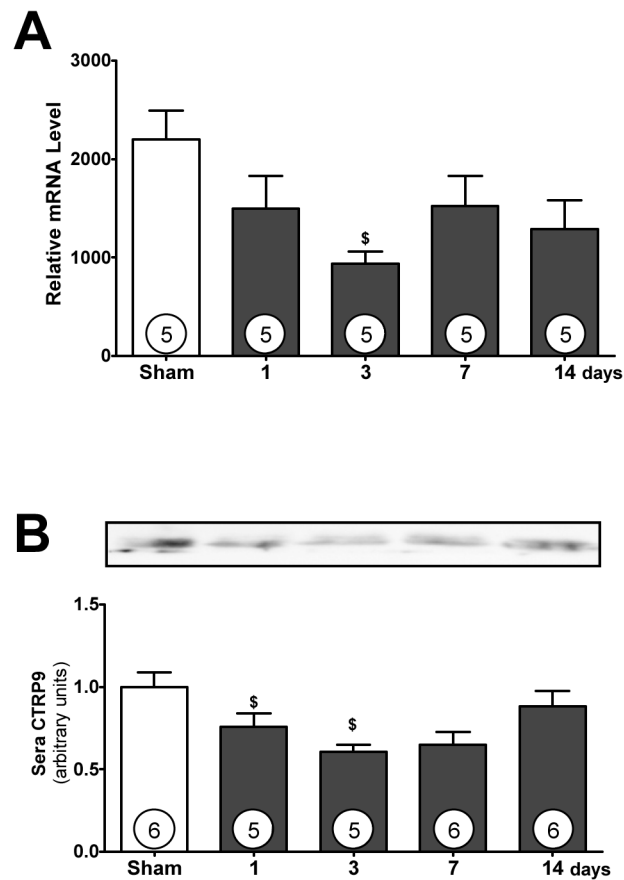 A
3000
2000
1000
0
Relative mRNA Level
$
5 5 5 5 5
Sham 1 3 7 14 days
B
1.5
1.0
0.5
0.0
Sera CTRP9
(arbitrary units)
$ $
6 5 5 6 6
Sham 1 3 7 14 days